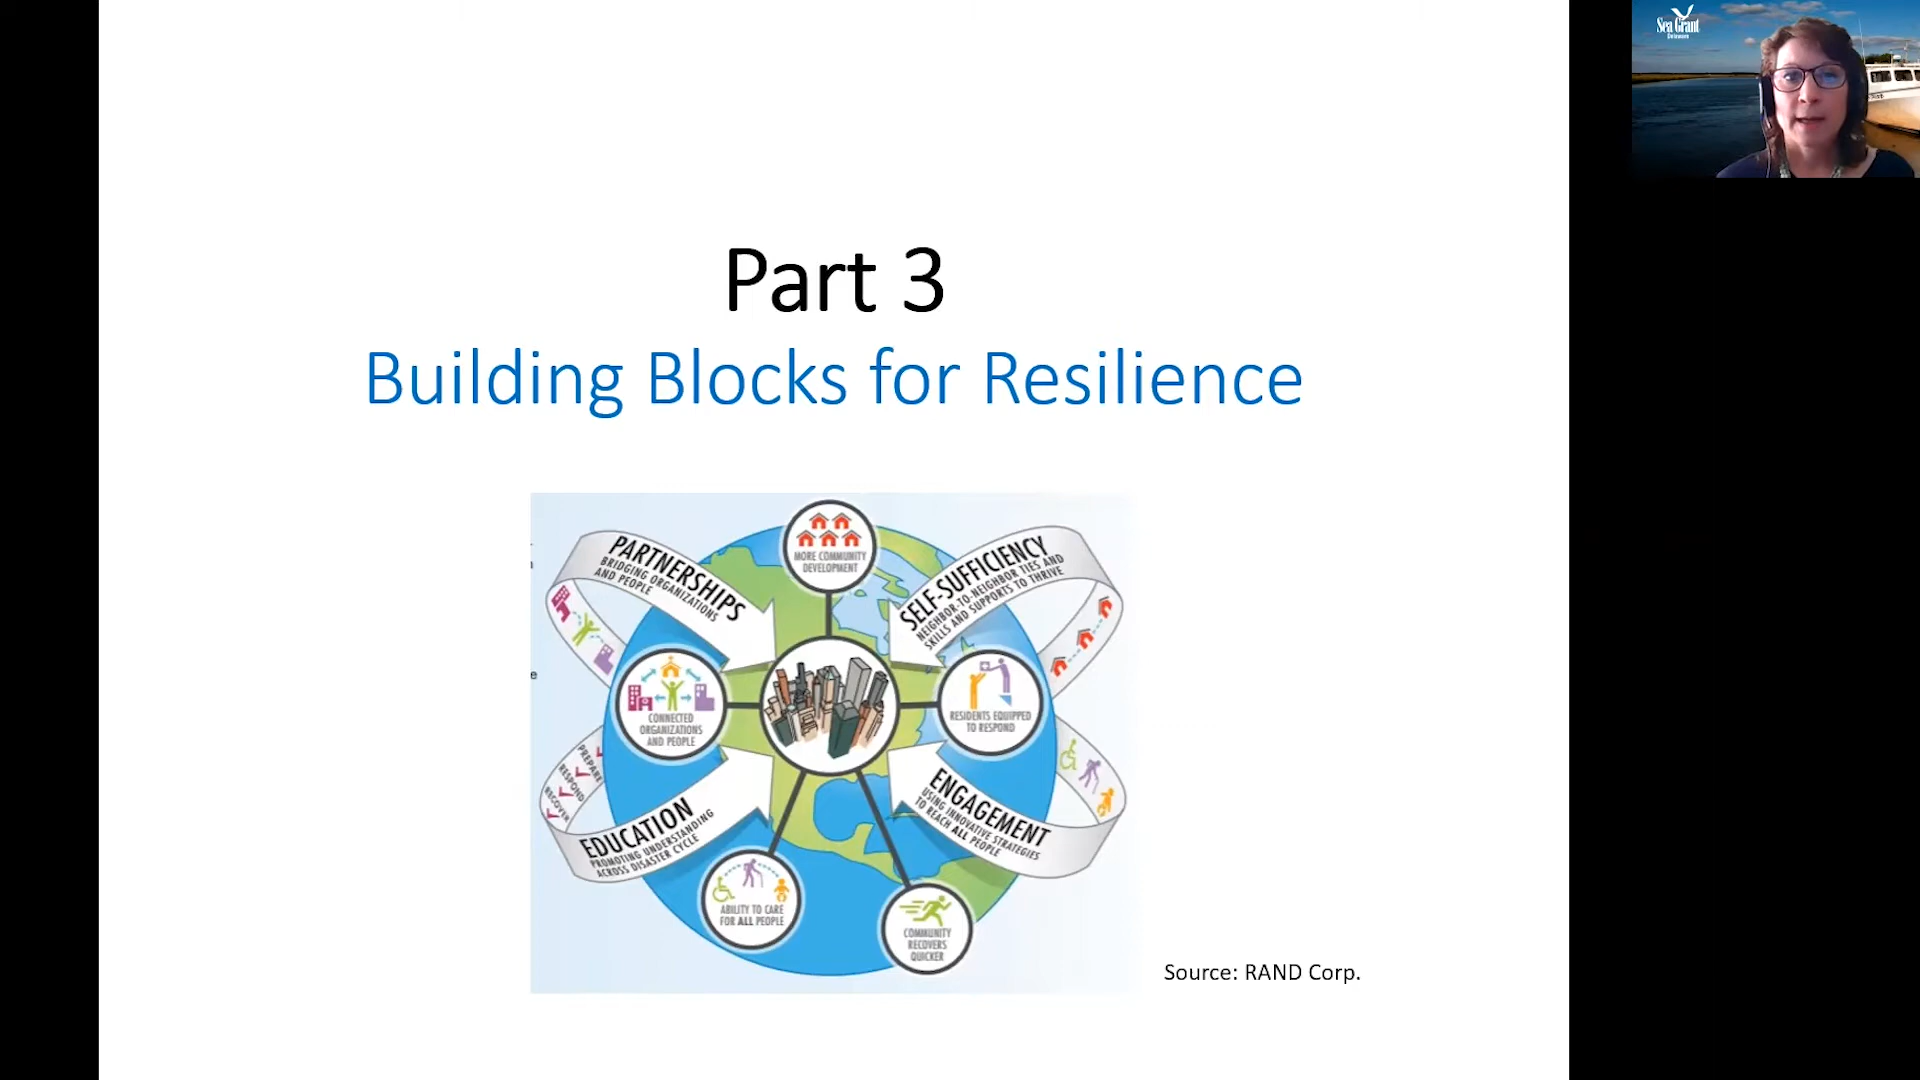 Part 3
Building Blocks for Resilience
PARTNERSHIPS
BRIDGING ORGANIZATIONS
AND PEOPLE
MORE COMMUNITY
DEVELOPMENT
SELF-SUFFICIENCY
NEIGHBOR-TO-NEIGHBOR TIES AND
SKILLS AND SUPPORTS TO THRIVE
CONNECTED
ORGANIZATIONS
AND PEOPLE
RESIDENTS EQUIPPED
TO RESPOND
PREPARE
RESPOND
RECOVER
EDUCATION
PROMOTING UNDERSTANDING
ACROSS DISASTER CYCLE
ENGAGEMENT
USING INNOVATIVE STRATEGIES
TO REACH ALL PEOPLE
ABILITY TO CARE
FOR ALL PEOPLE
COMMUNITY
RECOVERS
QUICKER
e
Source: RAND Corp.
Sea Grant
Delaware